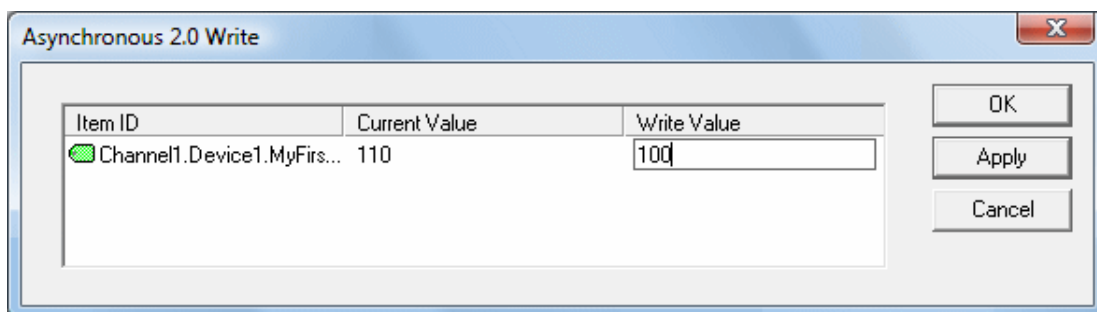 Asynchronous 2.0 Write
Item ID Current Value Write Value
Channel1.Device1.MyFirs... 110 100
OK
Apply
Cancel